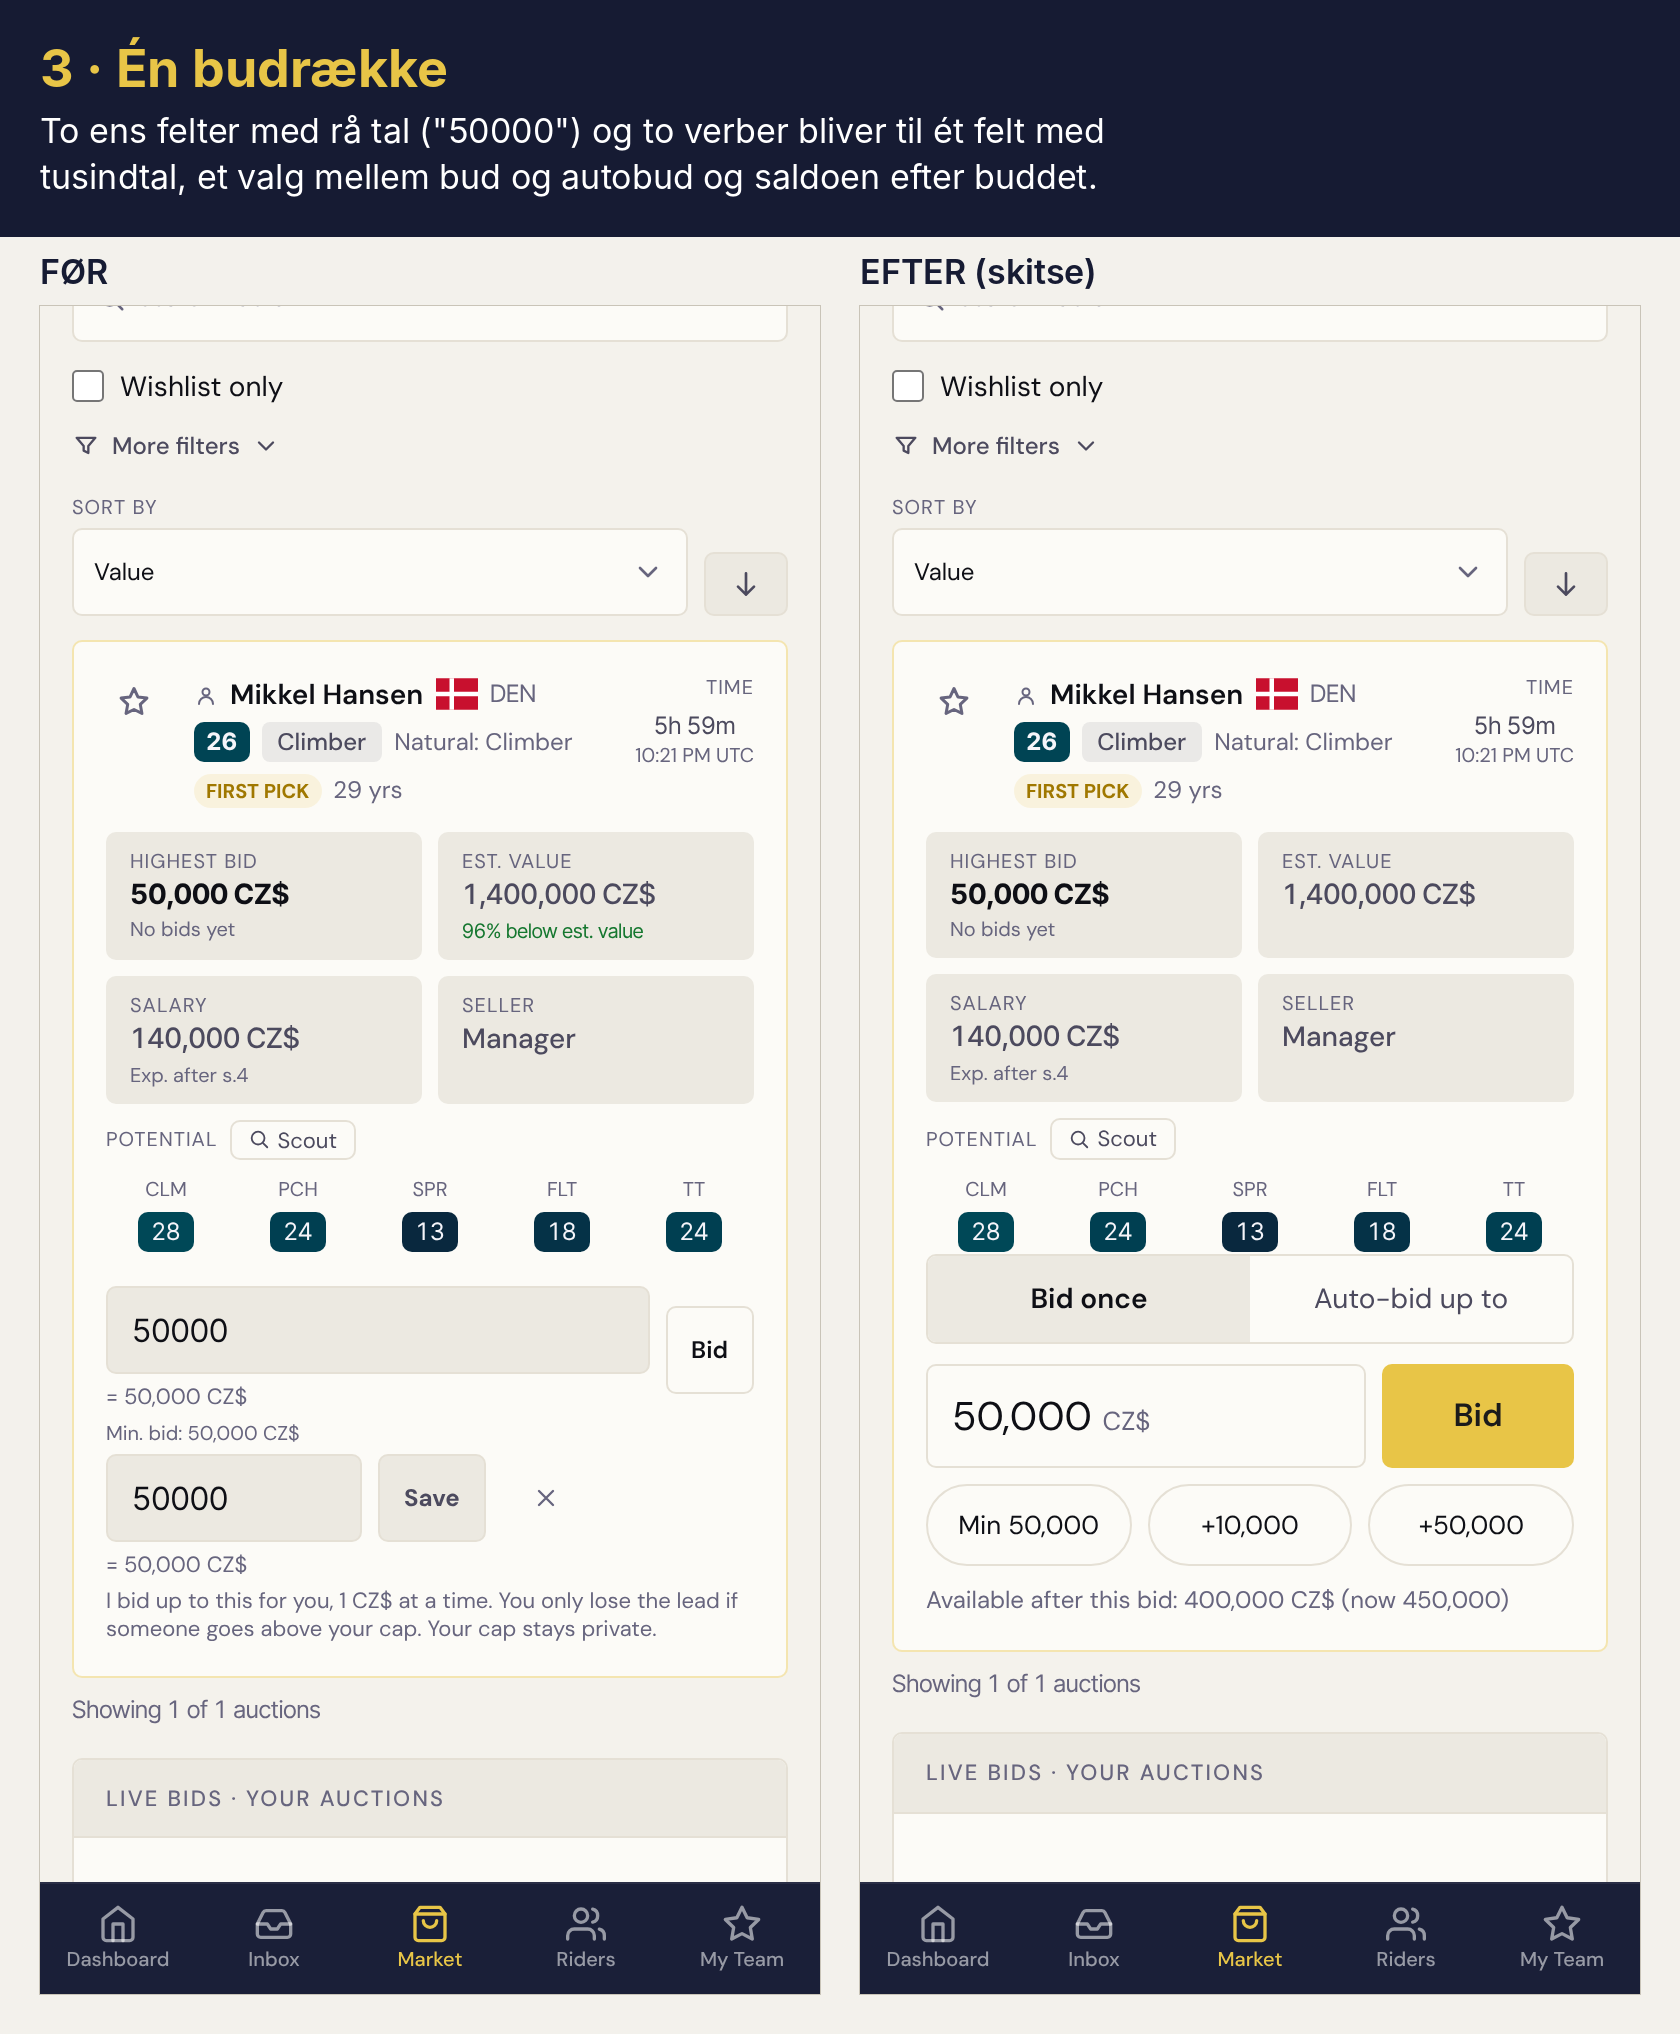 3 · Én budrække
To ens felter med rå tal ("50000") og to verber bliver til ét felt med
tusindtal, et valg mellem bud og autobud og saldoen efter buddet.
FØR
Wishlist only
More filters
SORT BY
Value
Mikkel Hansen DEN
TIME
26 Climber Natural: Climber
5h 59m
10:21 PM UTC
FIRST PICK 29 yrs
HIGHEST BID
50,000 CZ$
No bids yet
EST. VALUE
1,400,000 CZ$
96% below est. value
SALARY
140,000 CZ$
Exp. after s.4
SELLER
Manager
POTENTIAL Scout
CLM PCH SPR FLT TT
28 24 13 18 24
50000
Bid
= 50,000 CZ$
Min. bid: 50,000 CZ$
50000 Save
= 50,000 CZ$
I bid up to this for you, 1 CZ$ at a time. You only lose the lead if
someone goes above your cap. Your cap stays private.
Showing 1 of 1 auctions
LIVE BIDS · YOUR AUCTIONS
Dashboard Inbox Market Riders My Team
EFTER (skitse)
Wishlist only
More filters
SORT BY
Value
Mikkel Hansen DEN
TIME
26 Climber Natural: Climber
5h 59m
10:21 PM UTC
FIRST PICK 29 yrs
HIGHEST BID
50,000 CZ$
No bids yet
EST. VALUE
1,400,000 CZ$
SALARY
140,000 CZ$
Exp. after s.4
SELLER
Manager
POTENTIAL Scout
CLM PCH SPR FLT TT
28 24 13 18 24
Bid once Auto-bid up to
50,000 CZ$ Bid
Min 50,000 +10,000 +50,000
Available after this bid: 400,000 CZ$ (now 450,000)
Showing 1 of 1 auctions
LIVE BIDS · YOUR AUCTIONS
Dashboard Inbox Market Riders My Team